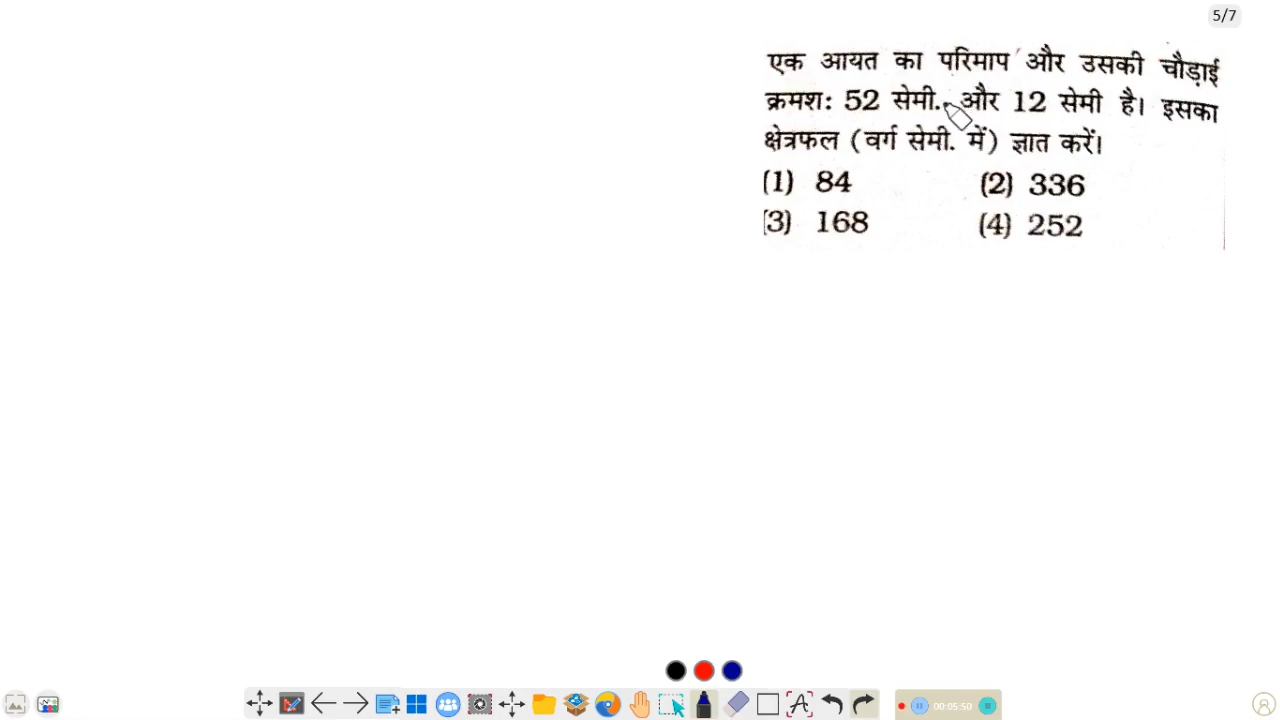 5/7
एक आयत का परिमाप और उसकी चौड़ाई
क्रमश: 52 सेमी. और 12 सेमी है। इसका
क्षेत्रफल (वर्ग सेमी. में) ज्ञात करें।
(1) 84 (2) 336
(3) 168 (4) 252
00:05:50